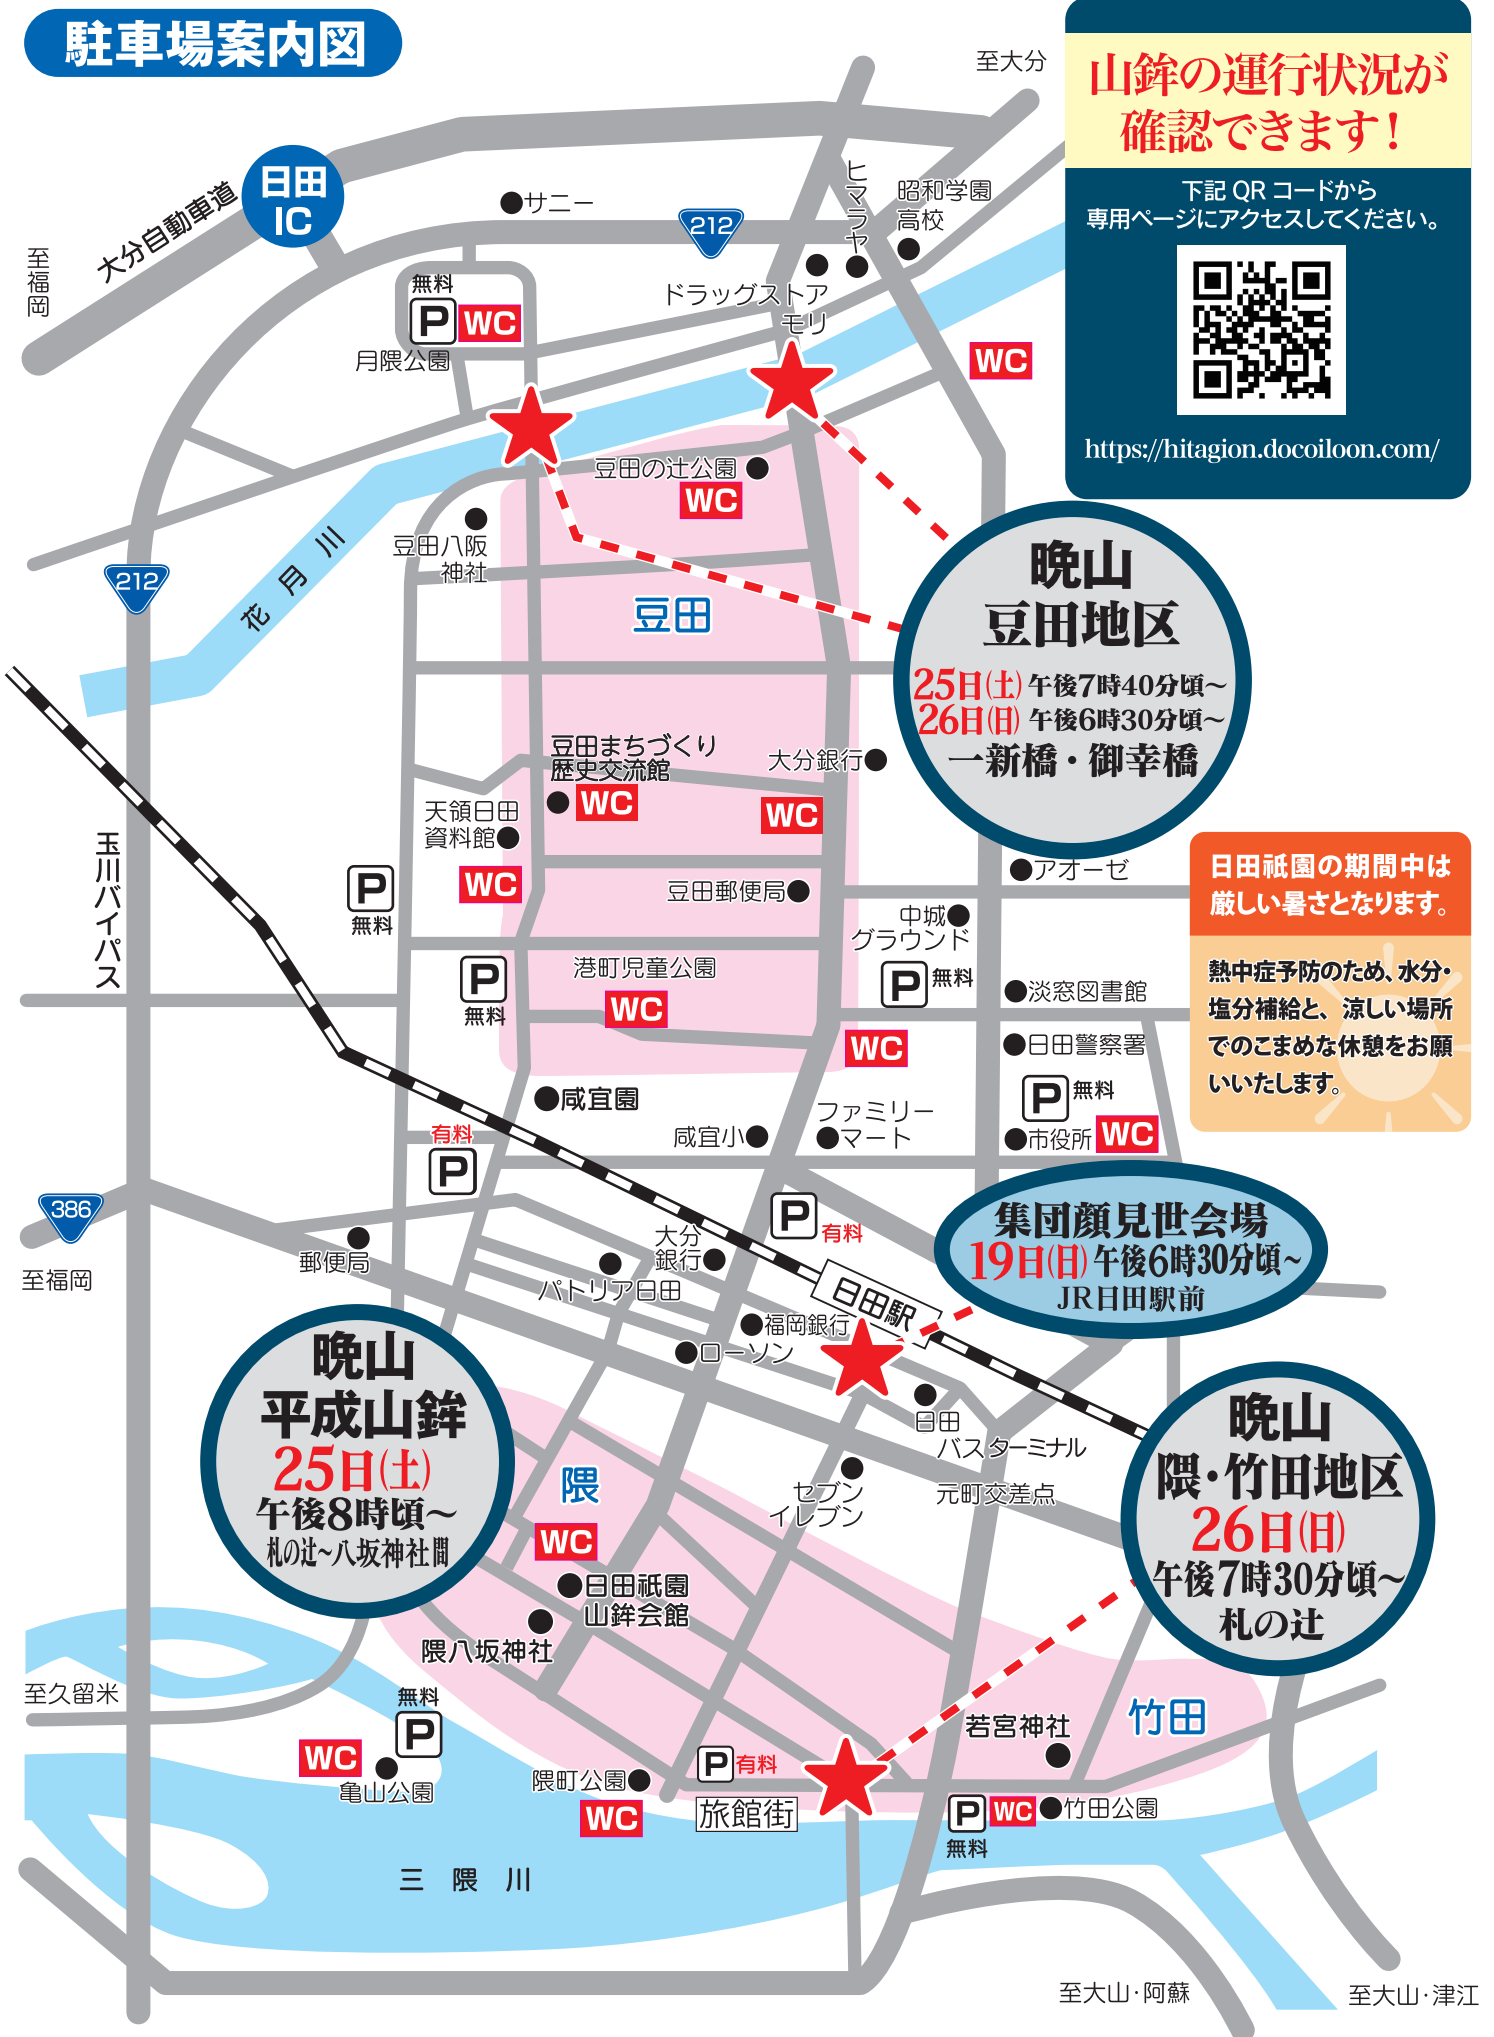 駐車場案内図
至大分
山鉾の運行状況が
確認できます!
下記 QR コードから
専用ページにアクセスしてください。
https://hitagion.docoiloon.com/
日田
IC
大分自動車道
至福岡
サニー
212
ヒマラヤ
昭和学園
高校
ドラッグストア
モリ
無料
P
WC
月隈公園
WC
豆田の辻公園
WC
豆田八阪
神社
花月川
212
豆田
晩山
豆田地区
25日(土)午後7時40分頃~
26日(日)午後6時30分頃~
一新橋・御幸橋
豆田まちづくり
歴史交流館
WC
大分銀行
WC
天領日田
資料館
WC
玉川バイパス
P
無料
豆田郵便局
アオーゼ
中城
グラウンド
P 無料
日田祇園の期間中は
厳しい暑さとなります。
熱中症予防のため、水分・
塩分補給と、涼しい場所
でのこまめな休憩をお願
いいたします。
P
無料
港町児童公園
WC
淡窓図書館
WC
日田警察署
P 無料
市役所
WC
咸宜園
咸宜小
ファミリー
マート
有料
P
386
至福岡
郵便局
大分
銀行
P 有料
パトリア日田
日田駅
福岡銀行
ローソン
集団顔見世会場
19日(日)午後6時30分頃~
JR日田駅前
晩山
平成山鉾
25日(土)
午後8時頃~
札の辻~八坂神社間
日田
バスターミナル
セブン
イレブン
元町交差点
晩山
隈・竹田地区
26日(日)
午後7時30分頃~
札の辻
隈
WC
日田祇園
山鉾会館
隈八坂神社
至久留米
無料
P
WC
亀山公園
隈町公園
WC
P 有料
旅館街
若宮神社
竹田
P
無料
WC
竹田公園
三隈川
至大山・阿蘇
至大山・津江